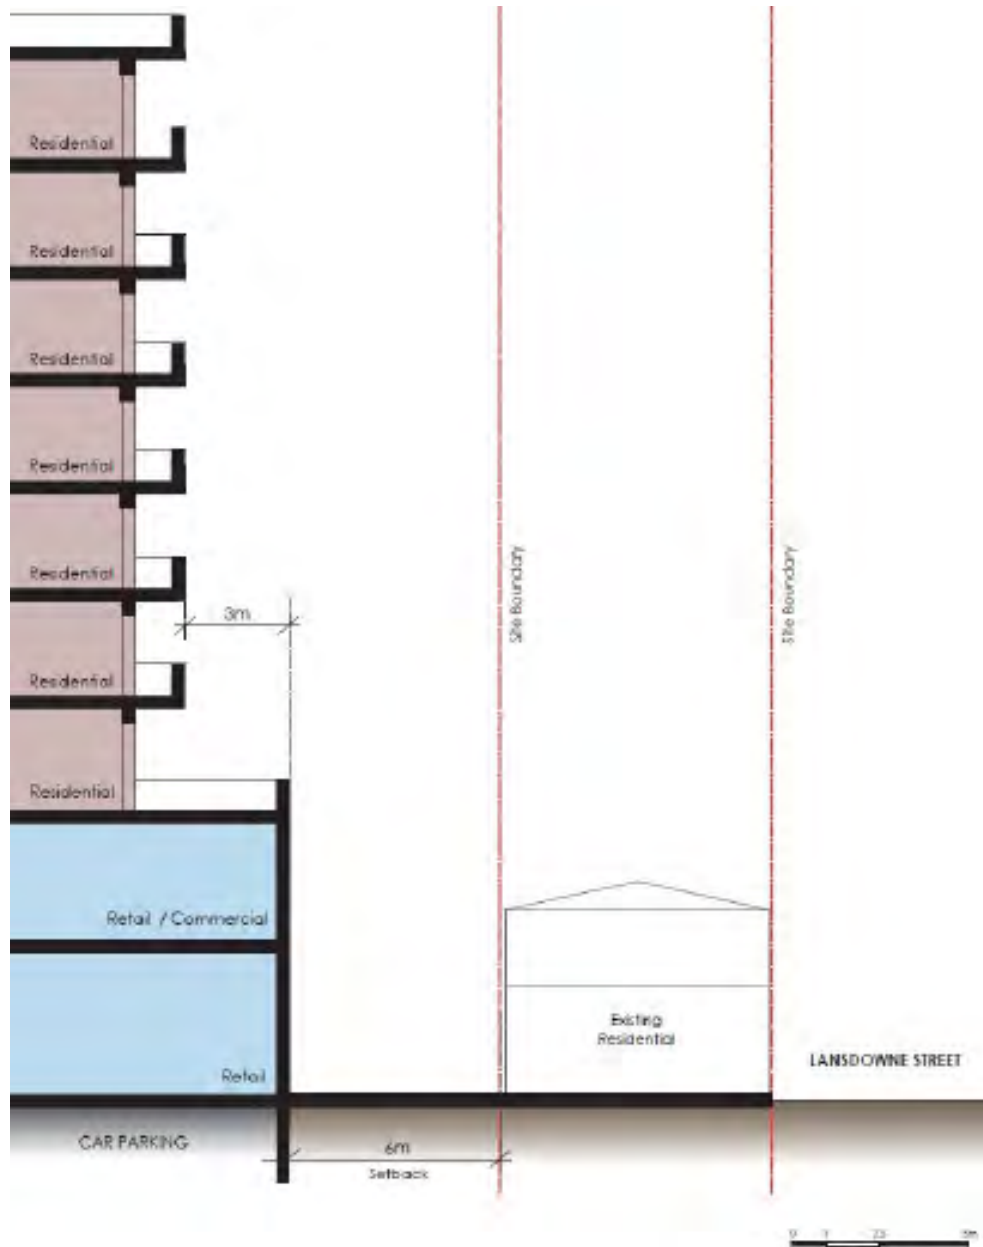 Residential
Residential
Residential
Residential
Residential
3m
Site Boundary
Site Boundary
Residential
Residential
Retail / Commercial
Existing
Residential
LANSDOWNE STREET
Retail
CAR PARKING
6m
Setback
0